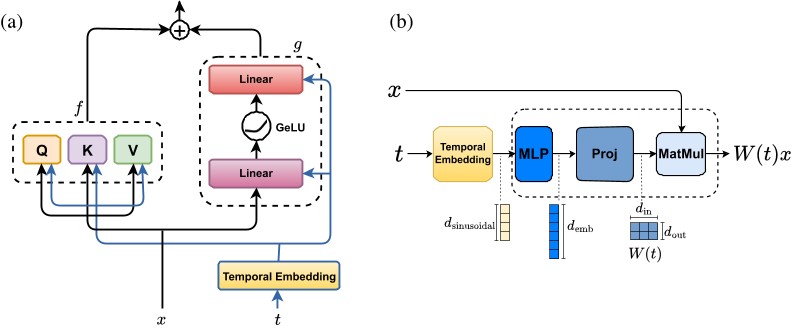 (a)
+
g
f
Linear
GeLU
Q K V
Linear
Temporal Embedding
x
t
(b)
x
t
Temporal
Embedding
MLP
Proj
MatMul
W(t)x
d_sinusoidal
d_emb
d_in
d_out
W(t)